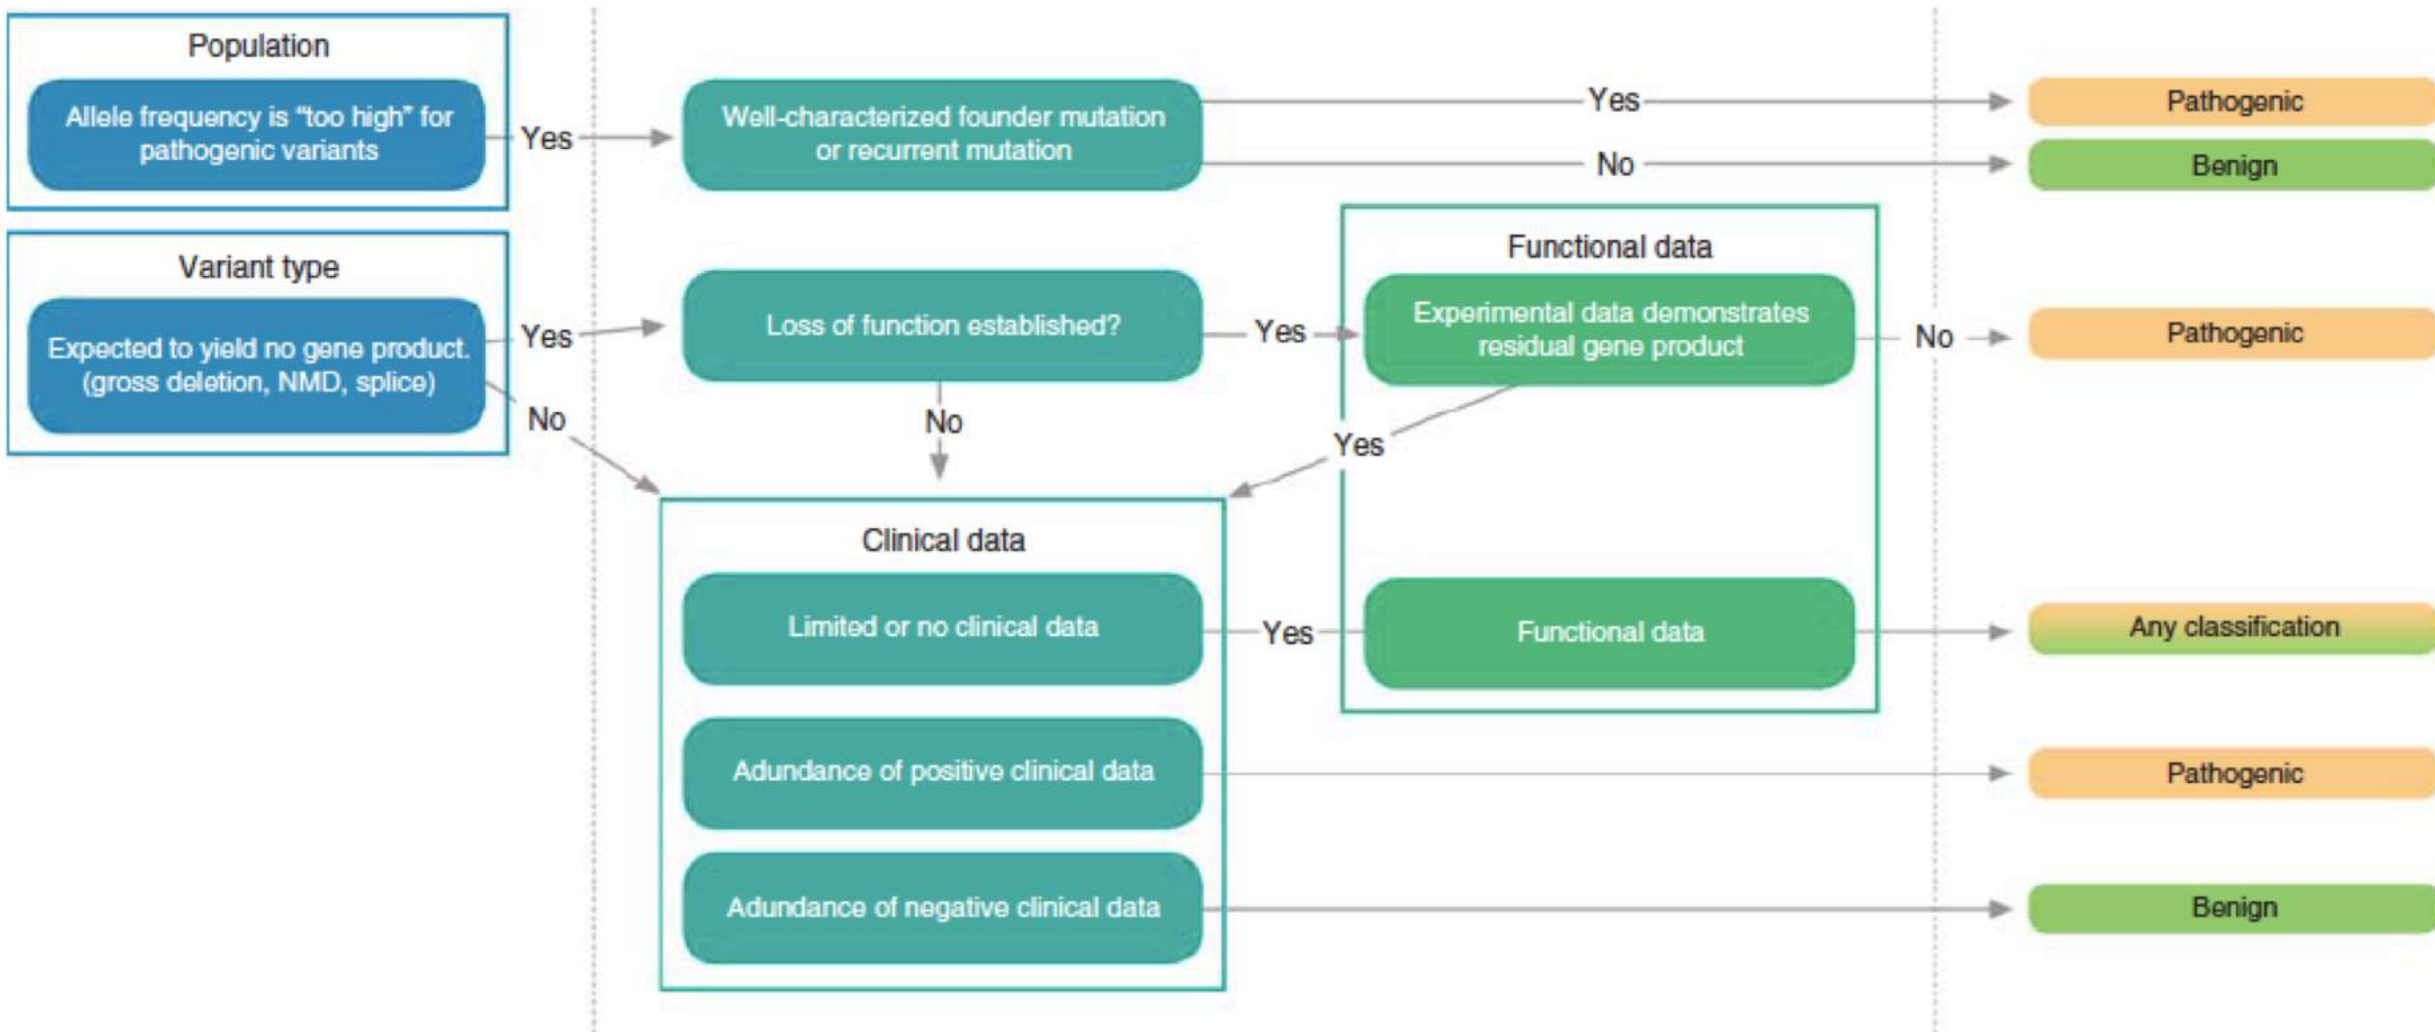 Population
Allele frequency is "too high" for
pathogenic variants
Yes
Well-characterized founder mutation
or recurrent mutation
Yes
Pathogenic
No
Benign
Variant type
Expected to yield no gene product.
(gross deletion, NMD, splice)
Yes
No
Loss of function established?
Yes
No
Functional data
Experimental data demonstrates
residual gene product
No
Pathogenic
Yes
Clinical data
Limited or no clinical data
Yes
Functional data
Any classification
Adundance of positive clinical data
Pathogenic
Adundance of negative clinical data
Benign